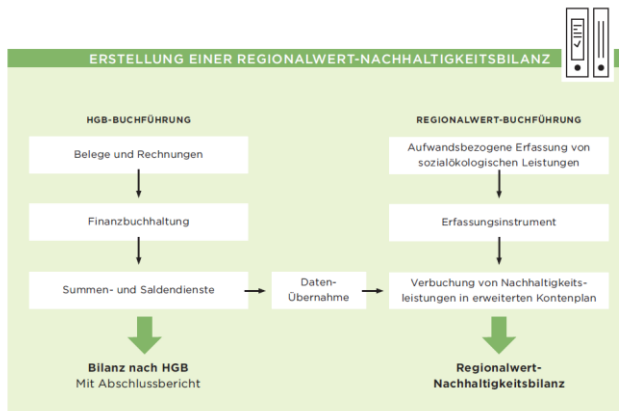 ERSTELLUNG EINER REGIONALWERT-NACHHALTIGKEITSBILANZ
HGB-BUCHFÜHRUNG
Belege und Rechnungen
Finanzbuchhaltung
Summen- und Saldendienste
Daten-
Übernahme
Bilanz nach HGB
Mit Abschlussbericht
REGIONALWERT-BUCHFÜHRUNG
Aufwandsbezogene Erfassung von
sozialökologischen Leistungen
Erfassungsinstrument
Verbuchung von Nachhaltigkeits-
leistungen in erweiterten Kontenplan
Regionalwert-
Nachhaltigkeitsbilanz